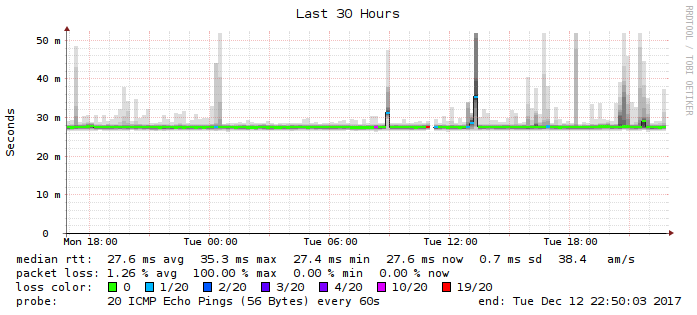 Last 30 Hours
RRDTOOL / TOBI OETIKER
Seconds
50 m
40 m
30 m
20 m
10 m
0
Mon 18:00 Tue 00:00 Tue 06:00 Tue 12:00 Tue 18:00
median rtt: 27.6 ms avg 35.3 ms max 27.4 ms min 27.6 ms now 0.7 ms sd 38.4 am/s
packet loss: 1.26 % avg 100.00 % max 0.00 % min 0.00 % now
loss color: 0 1/20 2/20 3/20 4/20 10/20 19/20
probe: 20 ICMP Echo Pings (56 Bytes) every 60s end: Tue Dec 12 22:50:03 2017